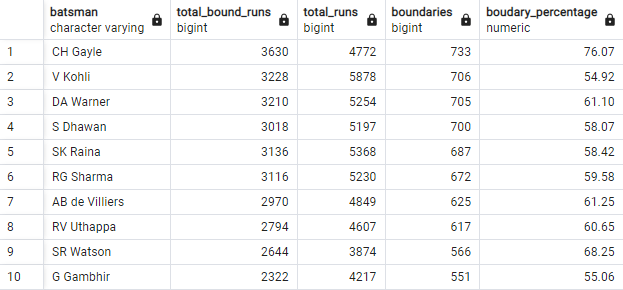 batsman total_bound_runs total_runs boundaries boudary_percentage
character varying bigint bigint bigint numeric
1 CH Gayle 3630 4772 733 76.07
2 V Kohli 3228 5878 706 54.92
3 DA Warner 3210 5254 705 61.10
4 S Dhawan 3018 5197 700 58.07
5 SK Raina 3136 5368 687 58.42
6 RG Sharma 3116 5230 672 59.58
7 AB de Villiers 2970 4849 625 61.25
8 RV Uthappa 2794 4607 617 60.65
9 SR Watson 2644 3874 566 68.25
10 G Gambhir 2322 4217 551 55.06